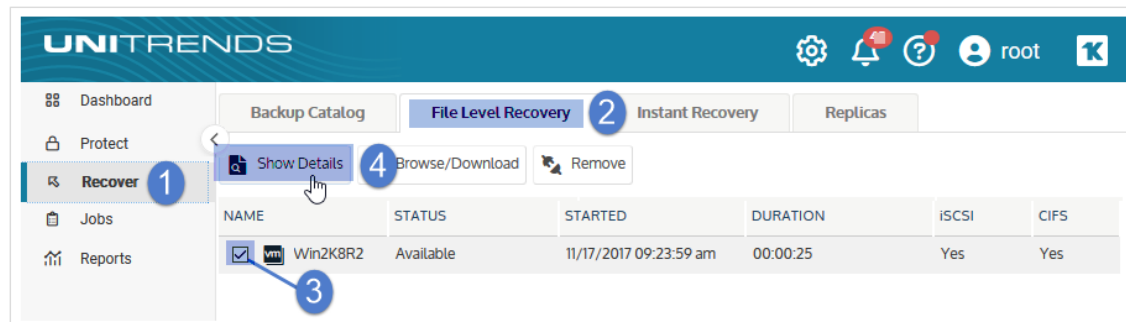 UNITRENDS
root
Dashboard
Protect
Recover 1
Jobs
Reports
Backup Catalog File Level Recovery 2 Instant Recovery Replicas
Show Details 4 Browse/Download Remove
NAME STATUS STARTED DURATION iSCSI CIFS
vm Win2K8R2 Available 11/17/2017 09:23:59 am 00:00:25 Yes Yes
3